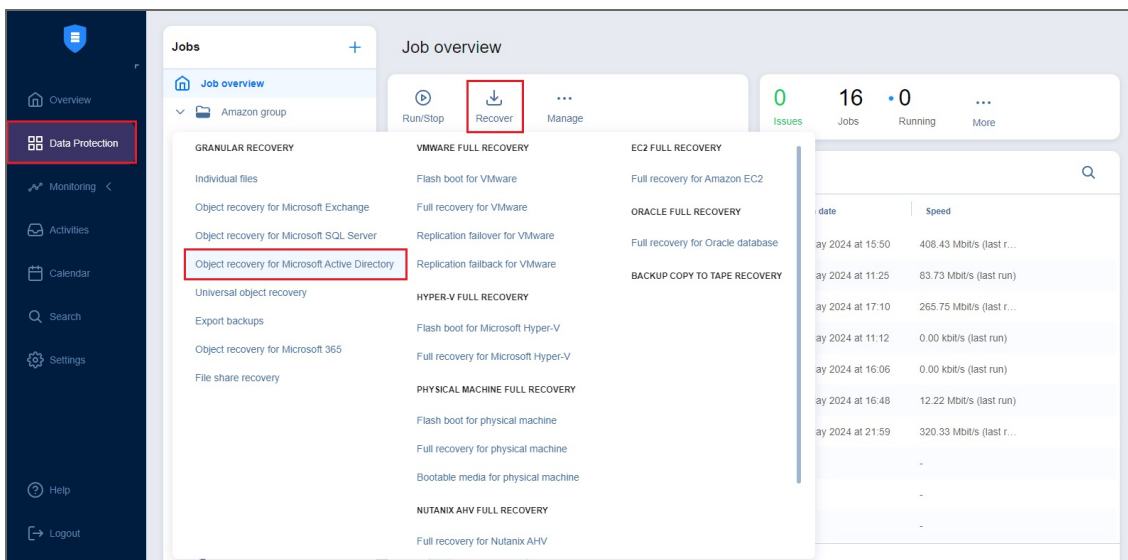 Overview
Data Protection
Monitoring
Activities
Calendar
Search
Settings
Help
Logout
Jobs
Job overview
Amazon group
Job overview
Run/Stop
Recover
Manage
0
Issues
16
Jobs
0
Running
More
GRANULAR RECOVERY
Individual files
Object recovery for Microsoft Exchange
Object recovery for Microsoft SQL Server
Object recovery for Microsoft Active Directory
Universal object recovery
Export backups
Object recovery for Microsoft 365
File share recovery
VMWARE FULL RECOVERY
Flash boot for VMware
Full recovery for VMware
Replication failover for VMware
Replication failback for VMware
HYPER-V FULL RECOVERY
Flash boot for Microsoft Hyper-V
Full recovery for Microsoft Hyper-V
PHYSICAL MACHINE FULL RECOVERY
Flash boot for physical machine
Full recovery for physical machine
Bootable media for physical machine
NUTANIX AHV FULL RECOVERY
Full recovery for Nutanix AHV
EC2 FULL RECOVERY
Full recovery for Amazon EC2
ORACLE FULL RECOVERY
Full recovery for Oracle database
BACKUP COPY TO TAPE RECOVERY
date Speed
ay 2024 at 15:50 408.43 Mbit/s (last r...
ay 2024 at 11:25 83.73 Mbit/s (last run)
ay 2024 at 17:10 265.75 Mbit/s (last r...
ay 2024 at 11:12 0.00 kbit/s (last run)
ay 2024 at 16:06 0.00 kbit/s (last run)
ay 2024 at 16:48 12.22 Mbit/s (last run)
ay 2024 at 21:59 320.33 Mbit/s (last r...
-
-
-